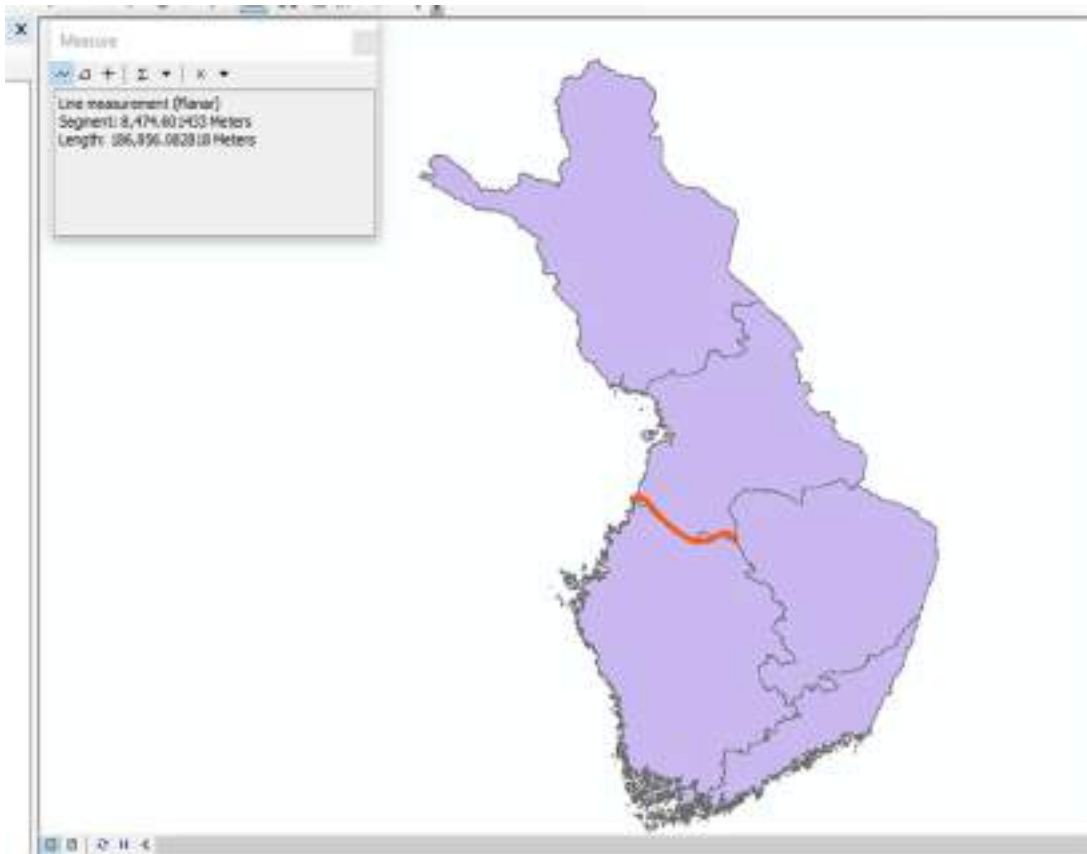 Measure
Line measurement (Planar)
Segment: 8,474.601433 Meters
Length: 186,856.082818 Meters